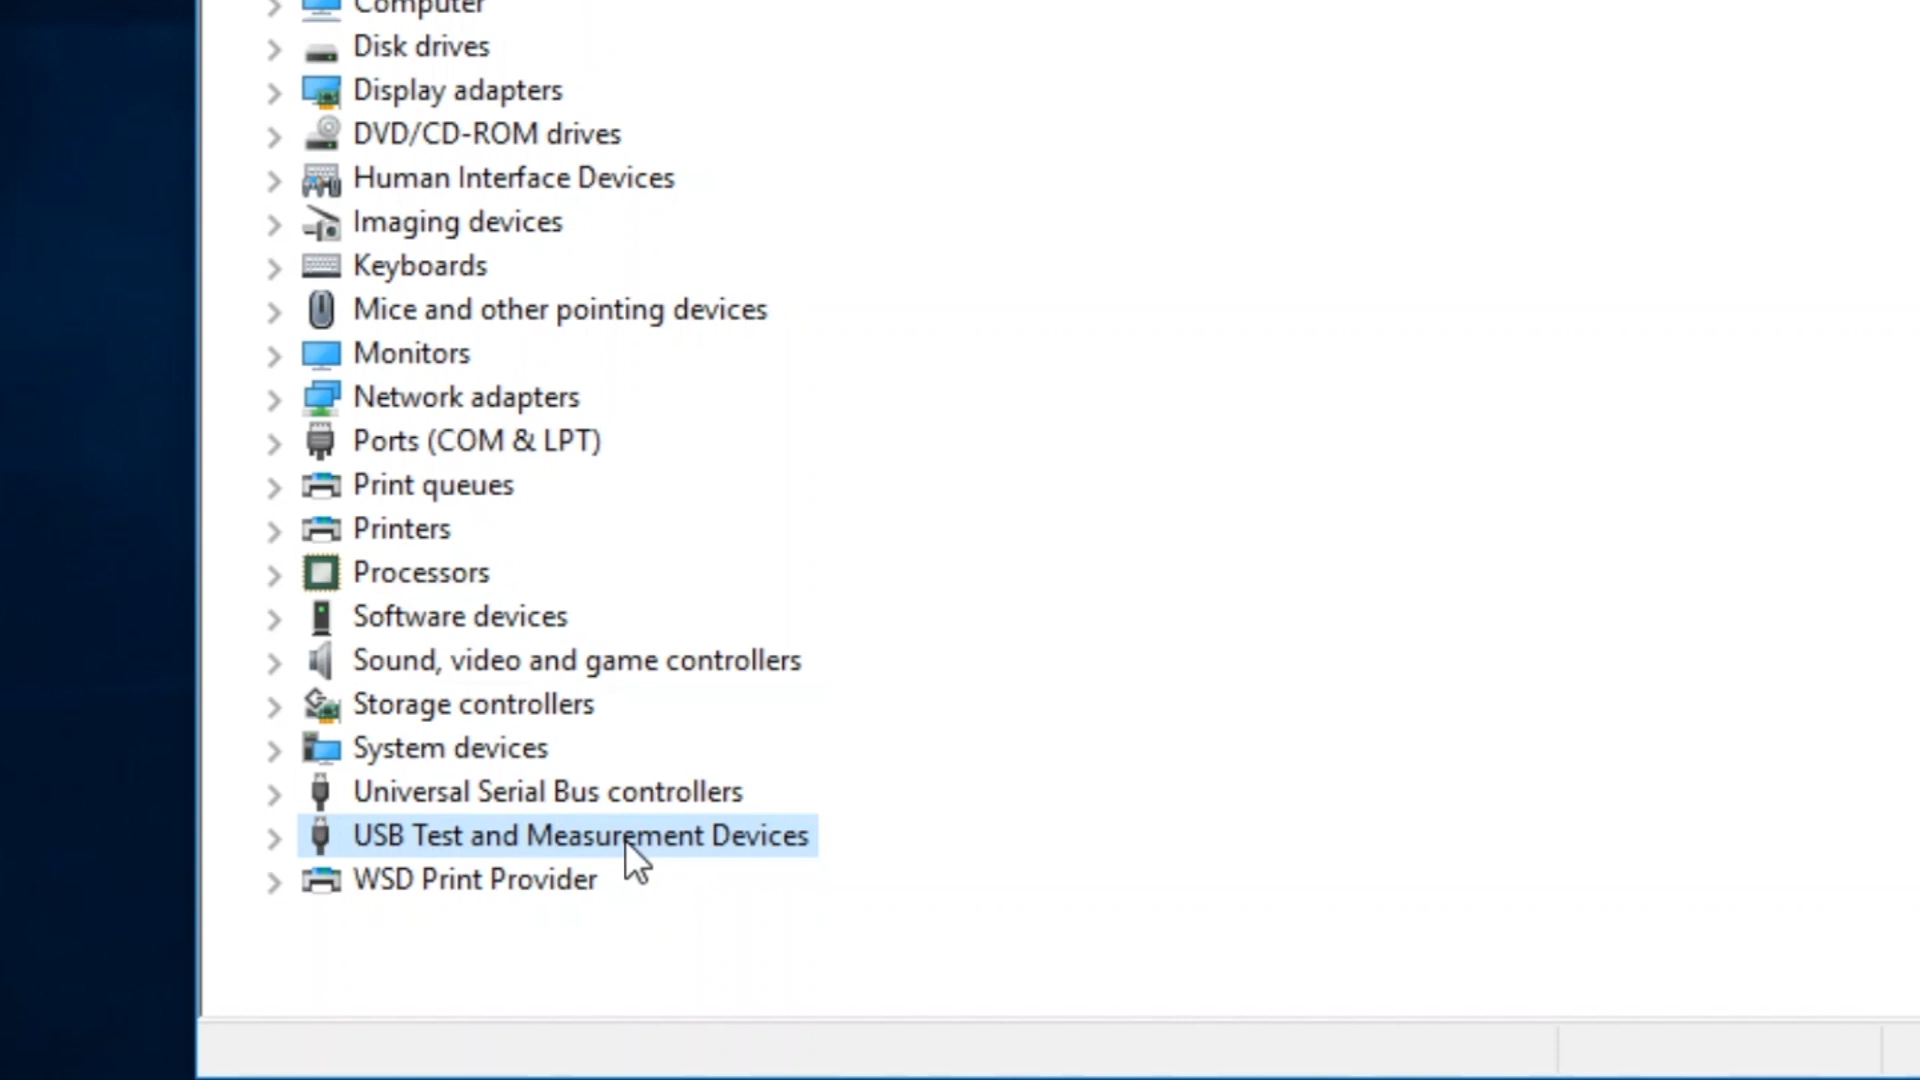 Computer
Disk drives
Display adapters
DVD/CD-ROM drives
Human Interface Devices
Imaging devices
Keyboards
Mice and other pointing devices
Monitors
Network adapters
Ports (COM & LPT)
Print queues
Printers
Processors
Software devices
Sound, video and game controllers
Storage controllers
System devices
Universal Serial Bus controllers
USB Test and Measurement Devices
WSD Print Provider